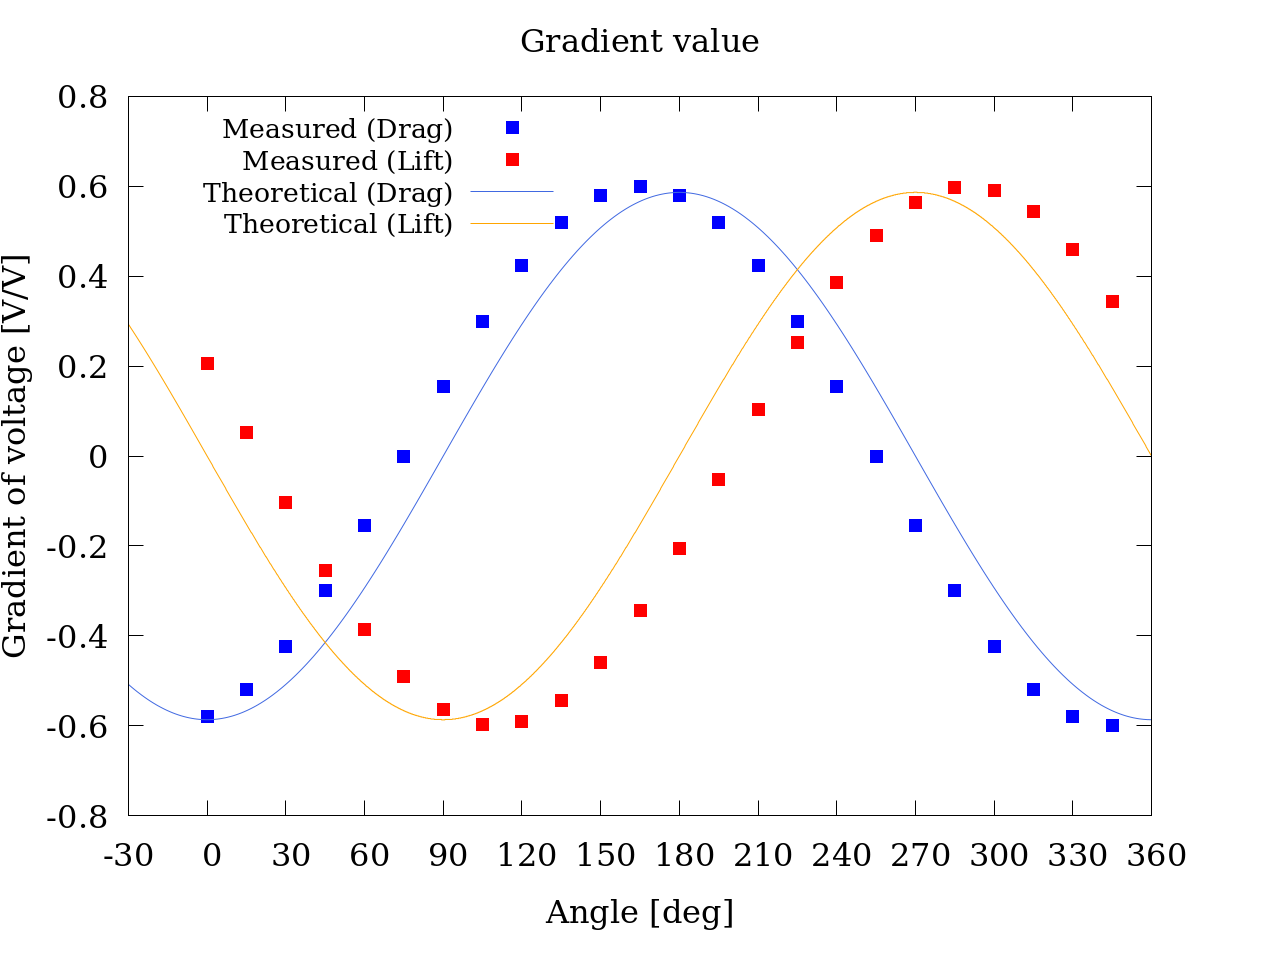 Gradient value
0.8
0.6
0.4
0.2
0
-0.2
-0.4
-0.6
-0.8
Gradient of voltage [V/V]
Measured (Drag)
Measured (Lift)
Theoretical (Drag)
Theoretical (Lift)
-30 0 30 60 90 120 150 180 210 240 270 300 330 360
Angle [deg]